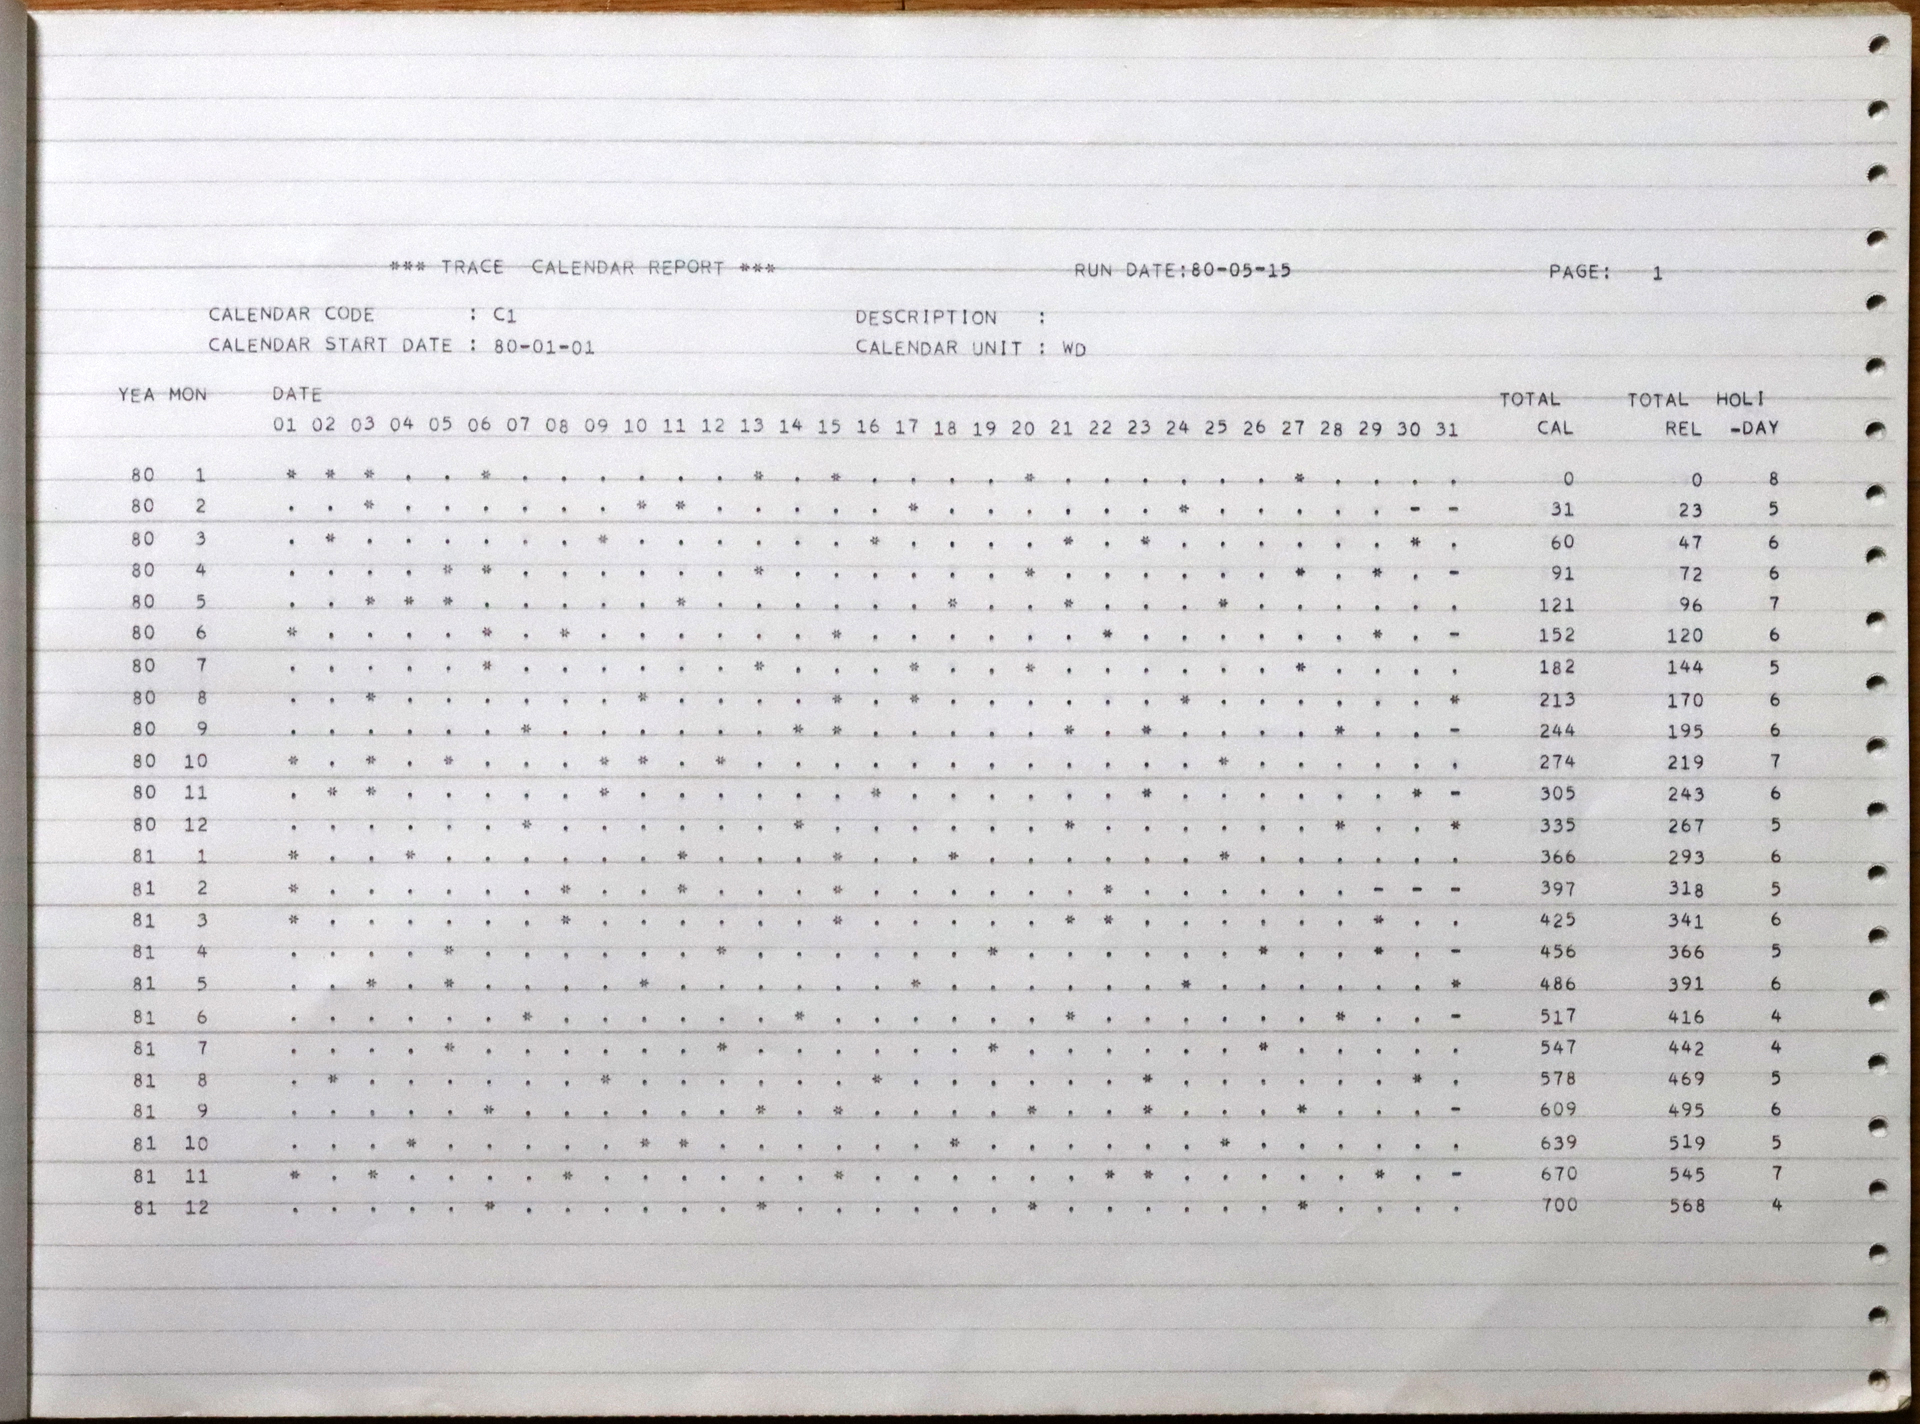 *** TRACE  CALENDAR REPORT ***   RUN DATE:80-05-15   PAGE:   1
CALENDAR CODE       : C1   DESCRIPTION   :
CALENDAR START DATE : 80-01-01   CALENDAR UNIT : WD
YEA MON   DATE   TOTAL   TOTAL   HOLI
01 02 03 04 05 06 07 08 09 10 11 12 13 14 15 16 17 18 19 20 21 22 23 24 25 26 27 28 29 30 31   CAL   REL   -DAY
80 1 * * * . . * . . . . . . * . * . . . . * . . . . . . * . . . . 0 0 8
80 2 . . * . . . . . . * * . . . . . * . . . . . . * . . . . . - - 31 23 5
80 3 . * . . . . . . * . . . . . . * . . . . * . * . . . . . . * . 60 47 6
80 4 . . . . * * . . . . . . * . . . . . . * . . . . . . * . * . - 91 72 6
80 5 . . * * * . . . . . * . . . . . . * . . * . . . * . . . . . . 121 96 7
80 6 * . . . . * . * . . . . . . * . . . . . . * . . . . . . * . - 152 120 6
80 7 . . . . . * . . . . . . * . . . * . . * . . . . . . * . . . . 182 144 5
80 8 . . * . . . . . . * . . . . * . * . . . . . . * . . . . . . * 213 170 6
80 9 . . . . . . * . . . . . . * * . . . . . * . * . . . . * . . - 244 195 6
80 10 * . * . * . . . * * . * . . . . . . . . . . . . * . . . . . . 274 219 7
80 11 . * * . . . . . * . . . . . . * . . . . . . * . . . . . . * - 305 243 6
80 12 . . . . . . * . . . . . . * . . . . . . * . . . . . . * . . * 335 267 5
81 1 * . . * . . . . . . * . . . * . . * . . . . . . * . . . . . . 366 293 6
81 2 * . . . . . . * . . * . . . * . . . . . . * . . . . . . - - - 397 318 5
81 3 * . . . . . . * . . . . . . * . . . . . * * . . . . . . * . . 425 341 6
81 4 . . . . * . . . . . . * . . . . . . * . . . . . . * . . * . - 456 366 5
81 5 . . * . * . . . . * . . . . . . * . . . . . . * . . . . . . * 486 391 6
81 6 . . . . . . * . . . . . . * . . . . . . * . . . . . . * . . - 517 416 4
81 7 . . . . * . . . . . . * . . . . . . * . . . . . . * . . . . . 547 442 4
81 8 . * . . . . . . * . . . . . . * . . . . . . * . . . . . . * . 578 469 5
81 9 . . . . . * . . . . . . * . * . . . . * . . * . . . * . . . - 609 495 6
81 10 . . . * . . . . . * * . . . . . . * . . . . . . * . . . . . . 639 519 5
81 11 * . * . . . . * . . . . . . * . . . . . . * * . . . . . * . - 670 545 7
81 12 . . . . . * . . . . . . * . . . . . . * . . . . . . * . . . . 700 568 4